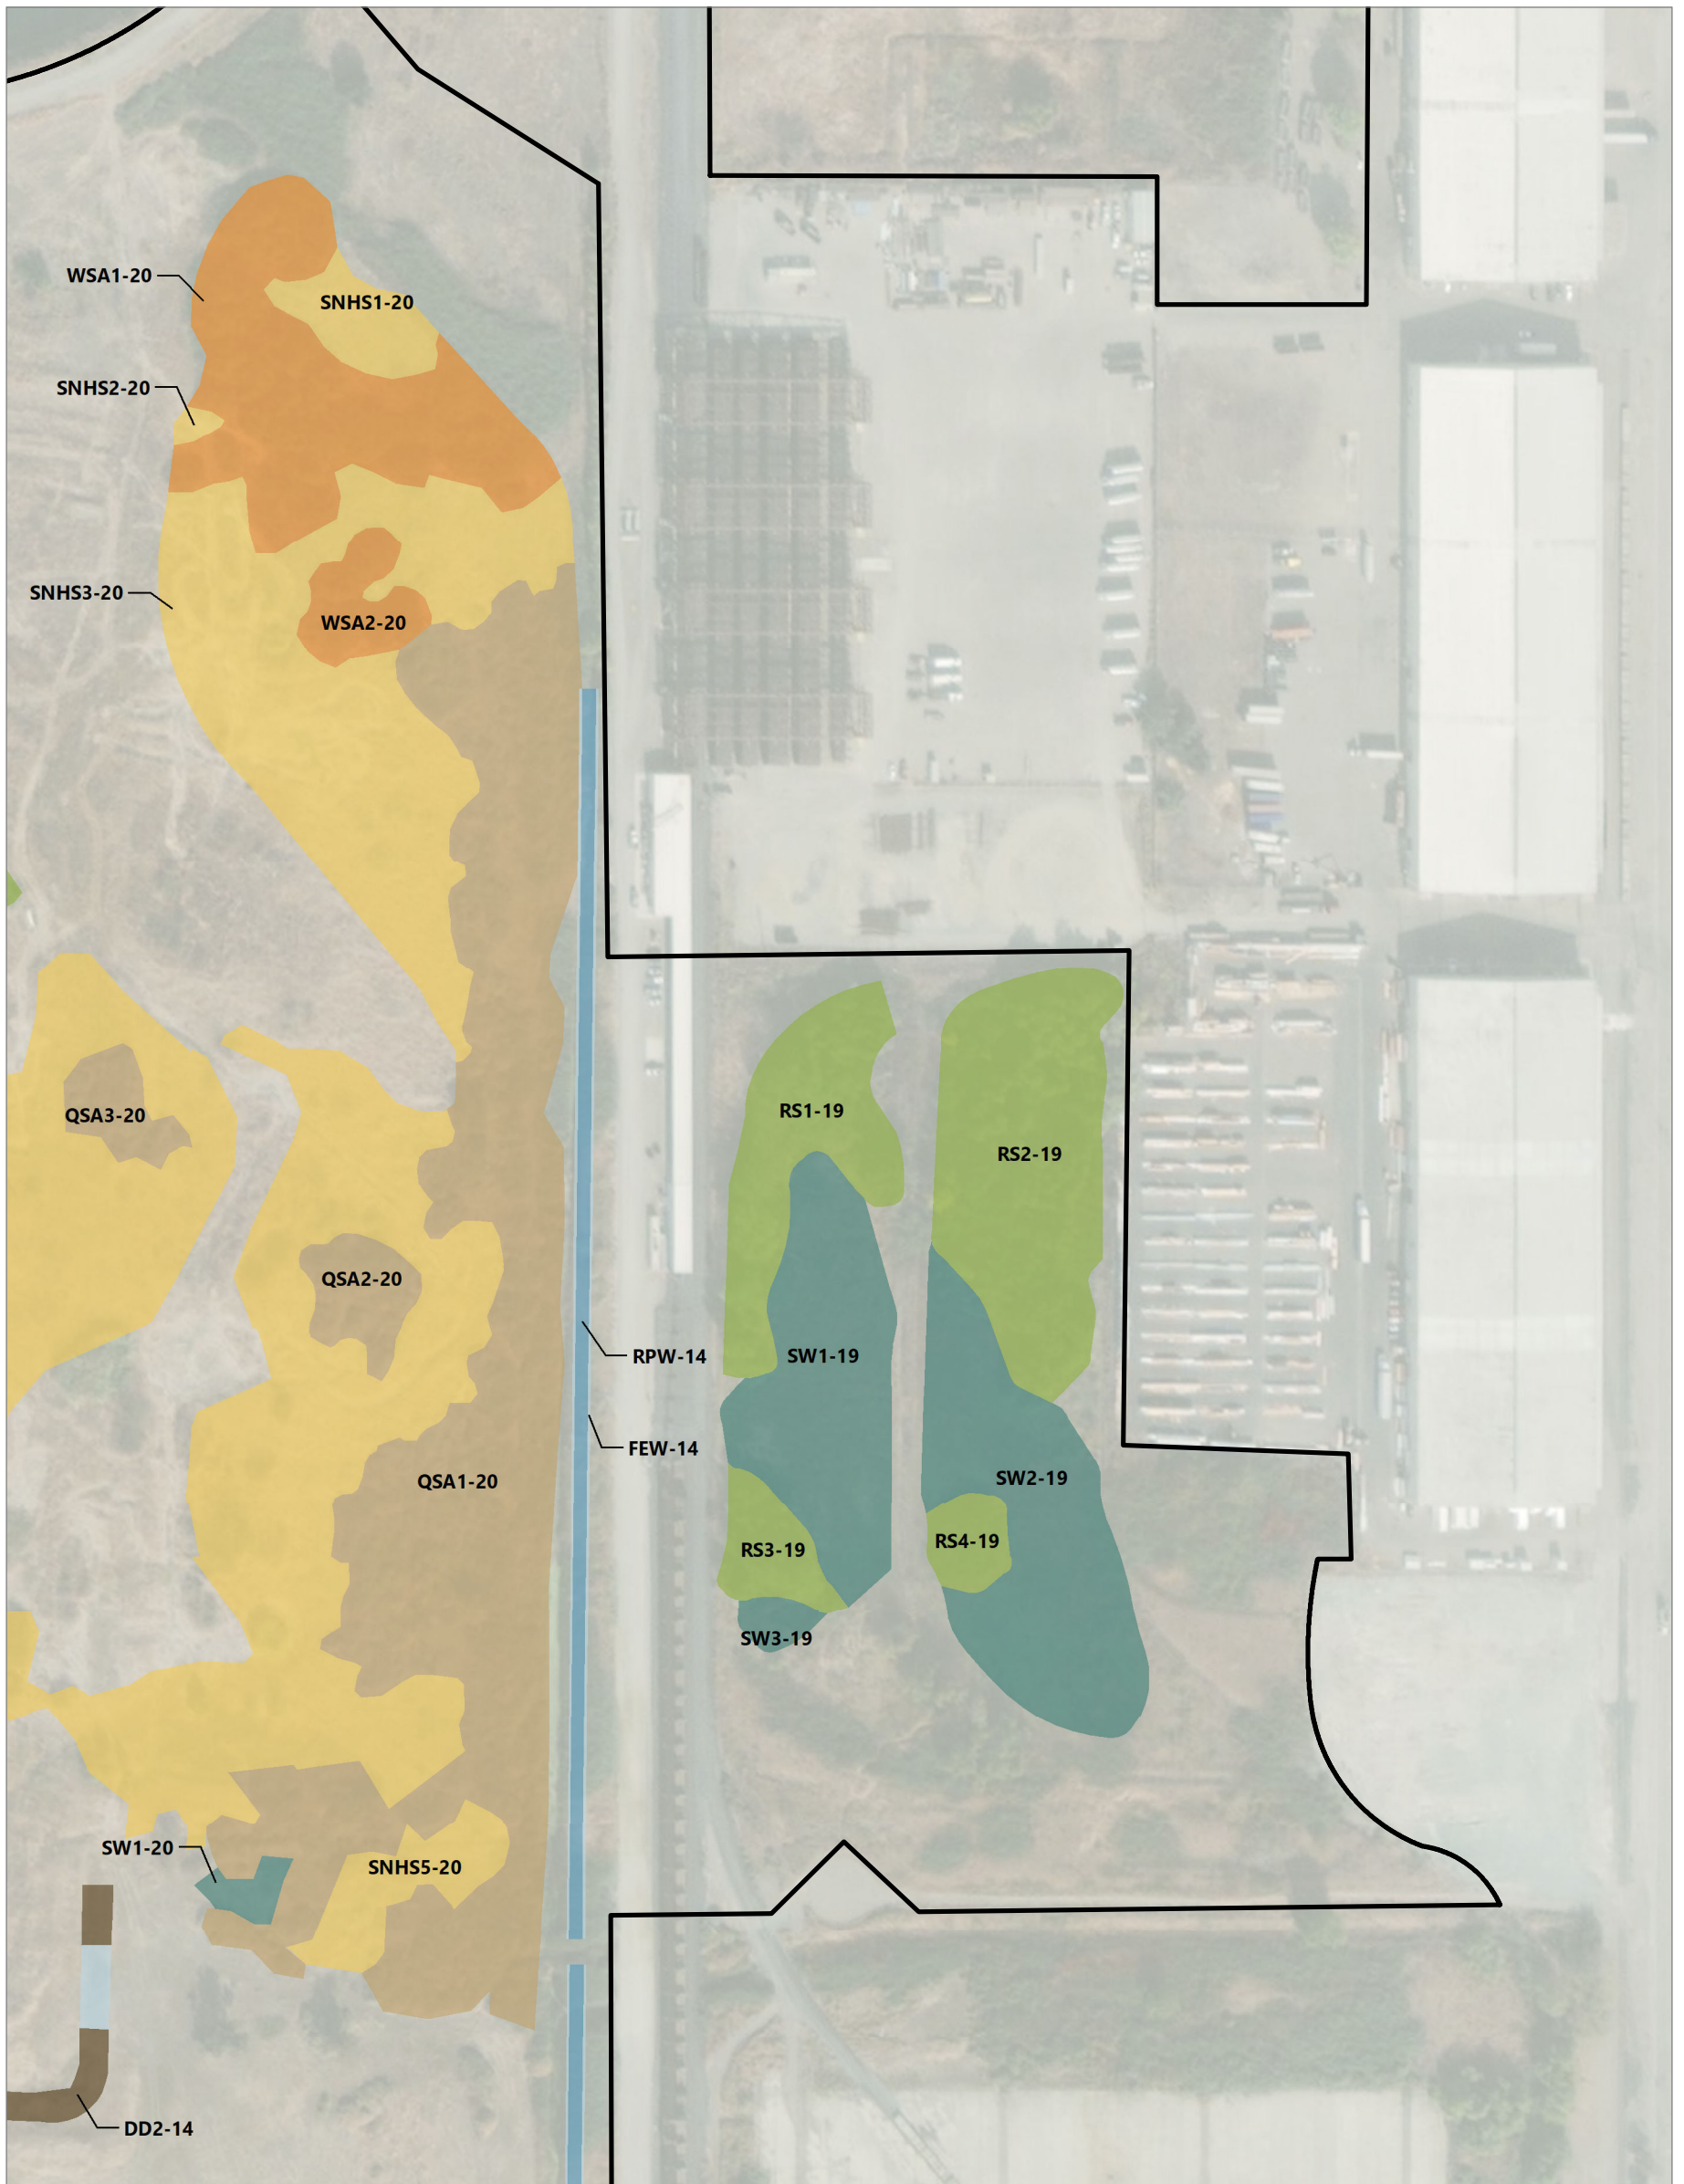 WSA1-20
SNHS1-20
SNHS2-20
SNHS3-20
WSA2-20
QSA3-20
RS1-19
RS2-19
QSA2-20
RPW-14
SW1-19
FEW-14
QSA1-20
SW2-19
RS3-19
RS4-19
SW3-19
SW1-20
SNHS5-20
DD2-14